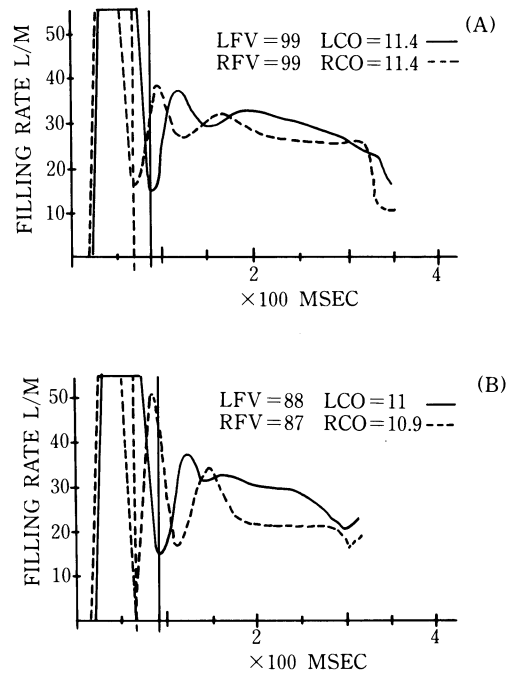 (A)
LFV=99 LCO=11.4
RFV=99 RCO=11.4
FILLING RATE L/M
50
40
30
20
10
2
4
×100 MSEC
(B)
LFV=88 LCO=11
RFV=87 RCO=10.9
FILLING RATE L/M
50
40
30
20
10
2
4
×100 MSEC